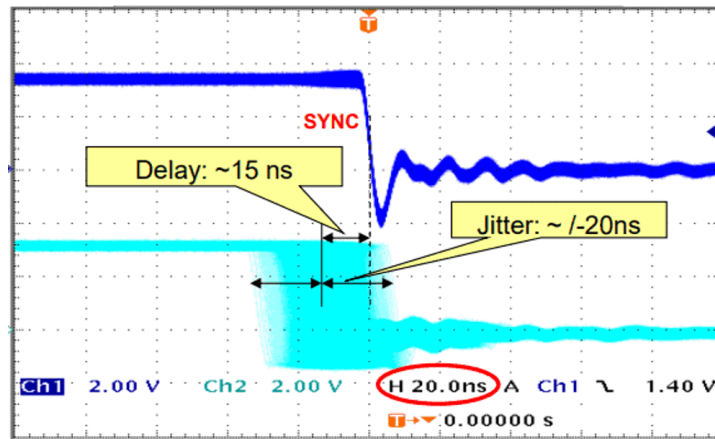 T
SYNC
Delay: ~15 ns
Jitter: ~ /-20ns
Ch1 2.00 V Ch2 2.00 V H 20.0ns A Ch1 1.40 V
T 0.00000 s